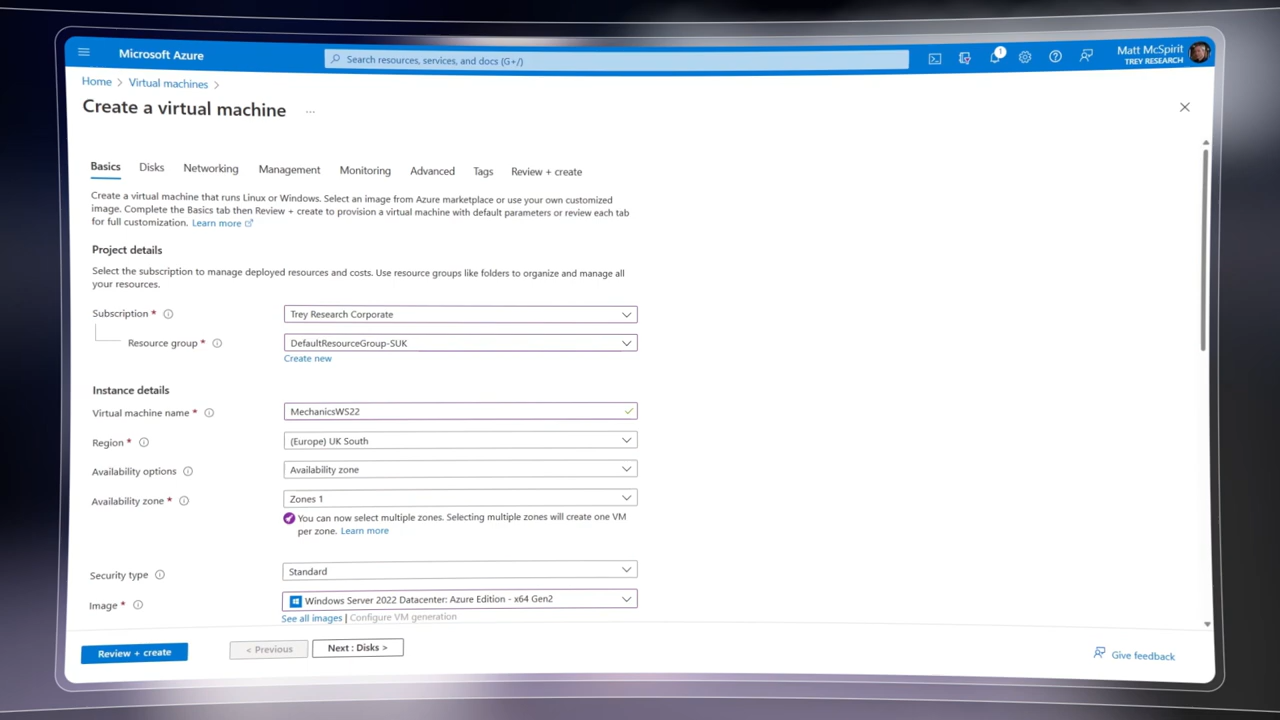 Microsoft Azure
Search resources, services, and docs (G+/)
1
Matt McSpirit
TREY RESEARCH
Home > Virtual machines >
Create a virtual machine ...
Basics Disks Networking Management Monitoring Advanced Tags Review + create
Create a virtual machine that runs Linux or Windows. Select an image from Azure marketplace or use your own customized
image. Complete the Basics tab then Review + create to provision a virtual machine with default parameters or review each tab
for full customization. Learn more
Project details
Select the subscription to manage deployed resources and costs. Use resource groups like folders to organize and manage all
your resources.
Subscription * Trey Research Corporate
Resource group * DefaultResourceGroup-SUK
Create new
Instance details
Virtual machine name * MechanicsWS22
Region * (Europe) UK South
Availability options Availability zone
Availability zone * Zones 1
You can now select multiple zones. Selecting multiple zones will create one VM
per zone. Learn more
Security type Standard
Image * Windows Server 2022 Datacenter: Azure Edition - x64 Gen2
See all images | Configure VM generation
Review + create < Previous Next : Disks > Give feedback